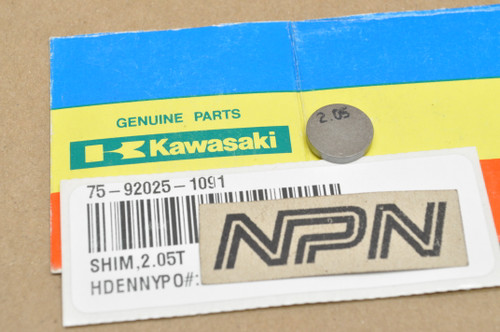 GENUINE PARTS
Kawasaki
2.05
75-92025-1091
NPN
SHIM,2.05T
HDENNYPO#: